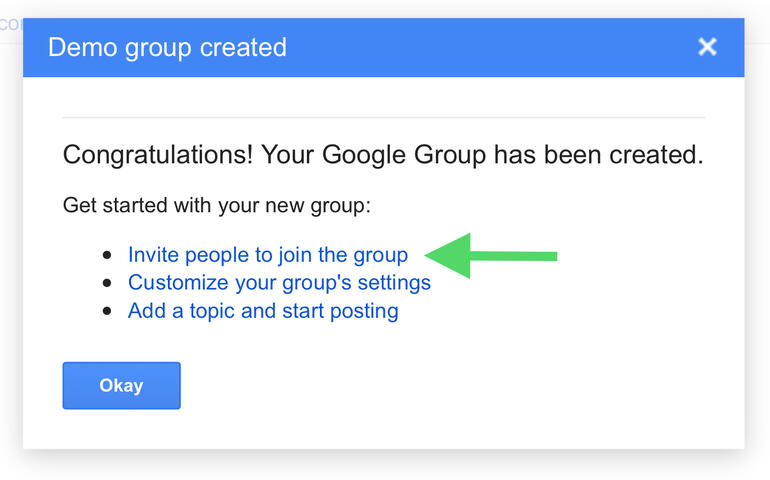 Demo group created
Congratulations! Your Google Group has been created.
Get started with your new group:
Invite people to join the group
Customize your group's settings
Add a topic and start posting
Okay